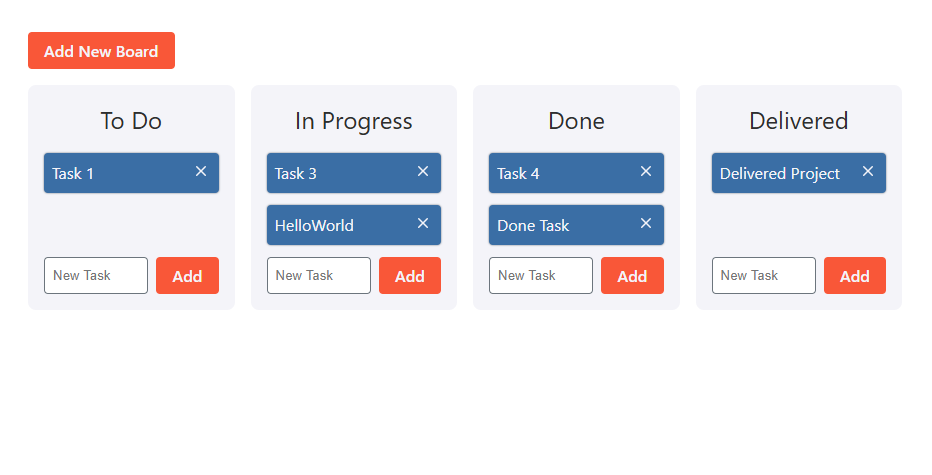 Add New Board
To Do
Task 1 ×
New Task Add
In Progress
Task 3 ×
HelloWorld ×
New Task Add
Done
Task 4 ×
Done Task ×
New Task Add
Delivered
Delivered Project ×
New Task Add